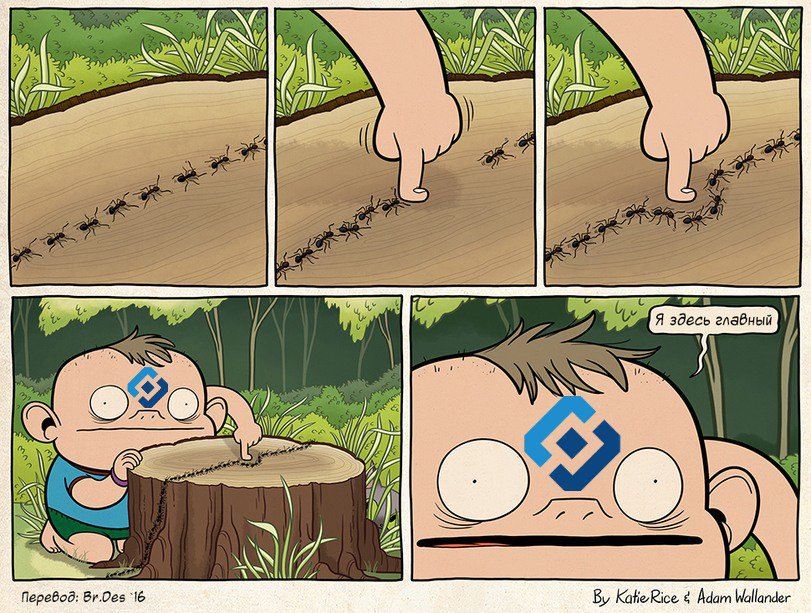 Я здесь главный
Перевод: Br.Des '16
By Katie Rice & Adam Wallander